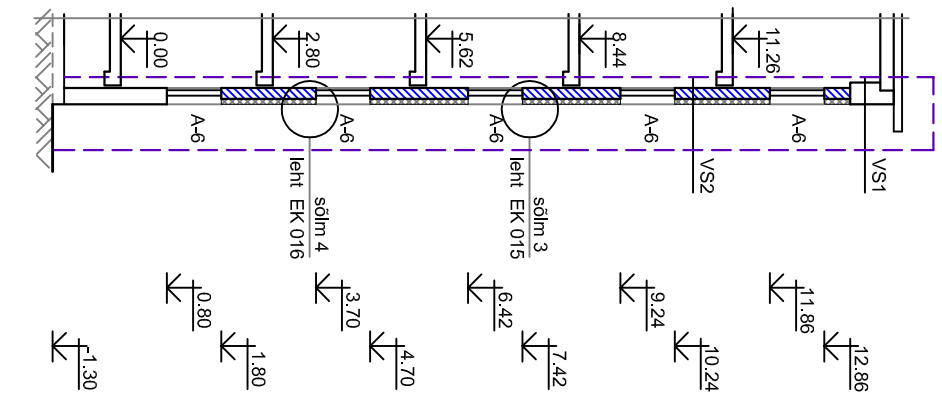 0.00
2.80
5.62
8.44
11.26
A-6
A-6
A-6
A-6
A-6
VS2
VS1
sõlm 4
leht EK 016
sõlm 3
leht EK 015
0.80
3.70
6.42
9.24
11.86
-1.30
1.80
4.70
7.42
10.24
12.86